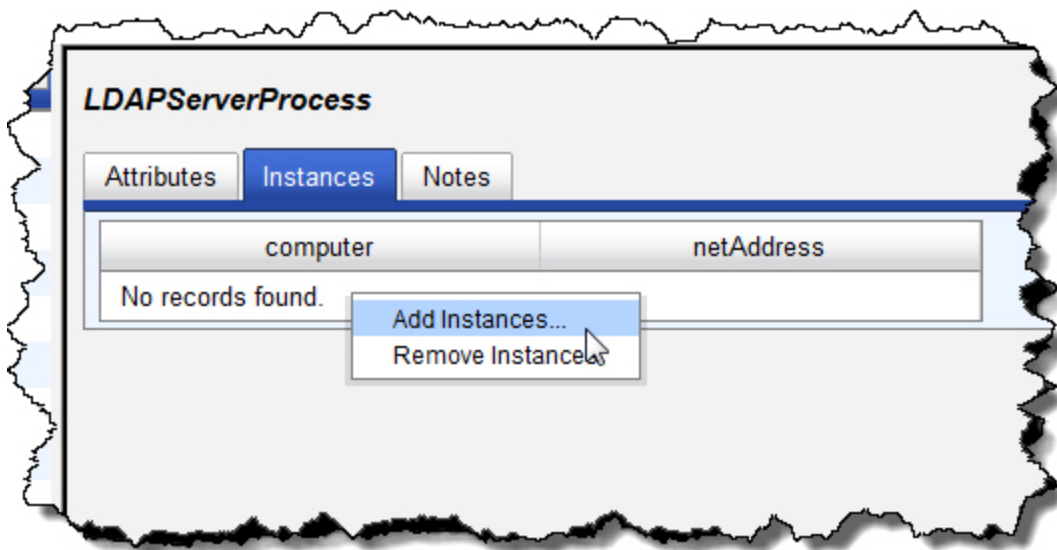 LDAPServerProcess
Attributes Instances Notes
computer netAddress
No records found.
Add Instances...
Remove Instance